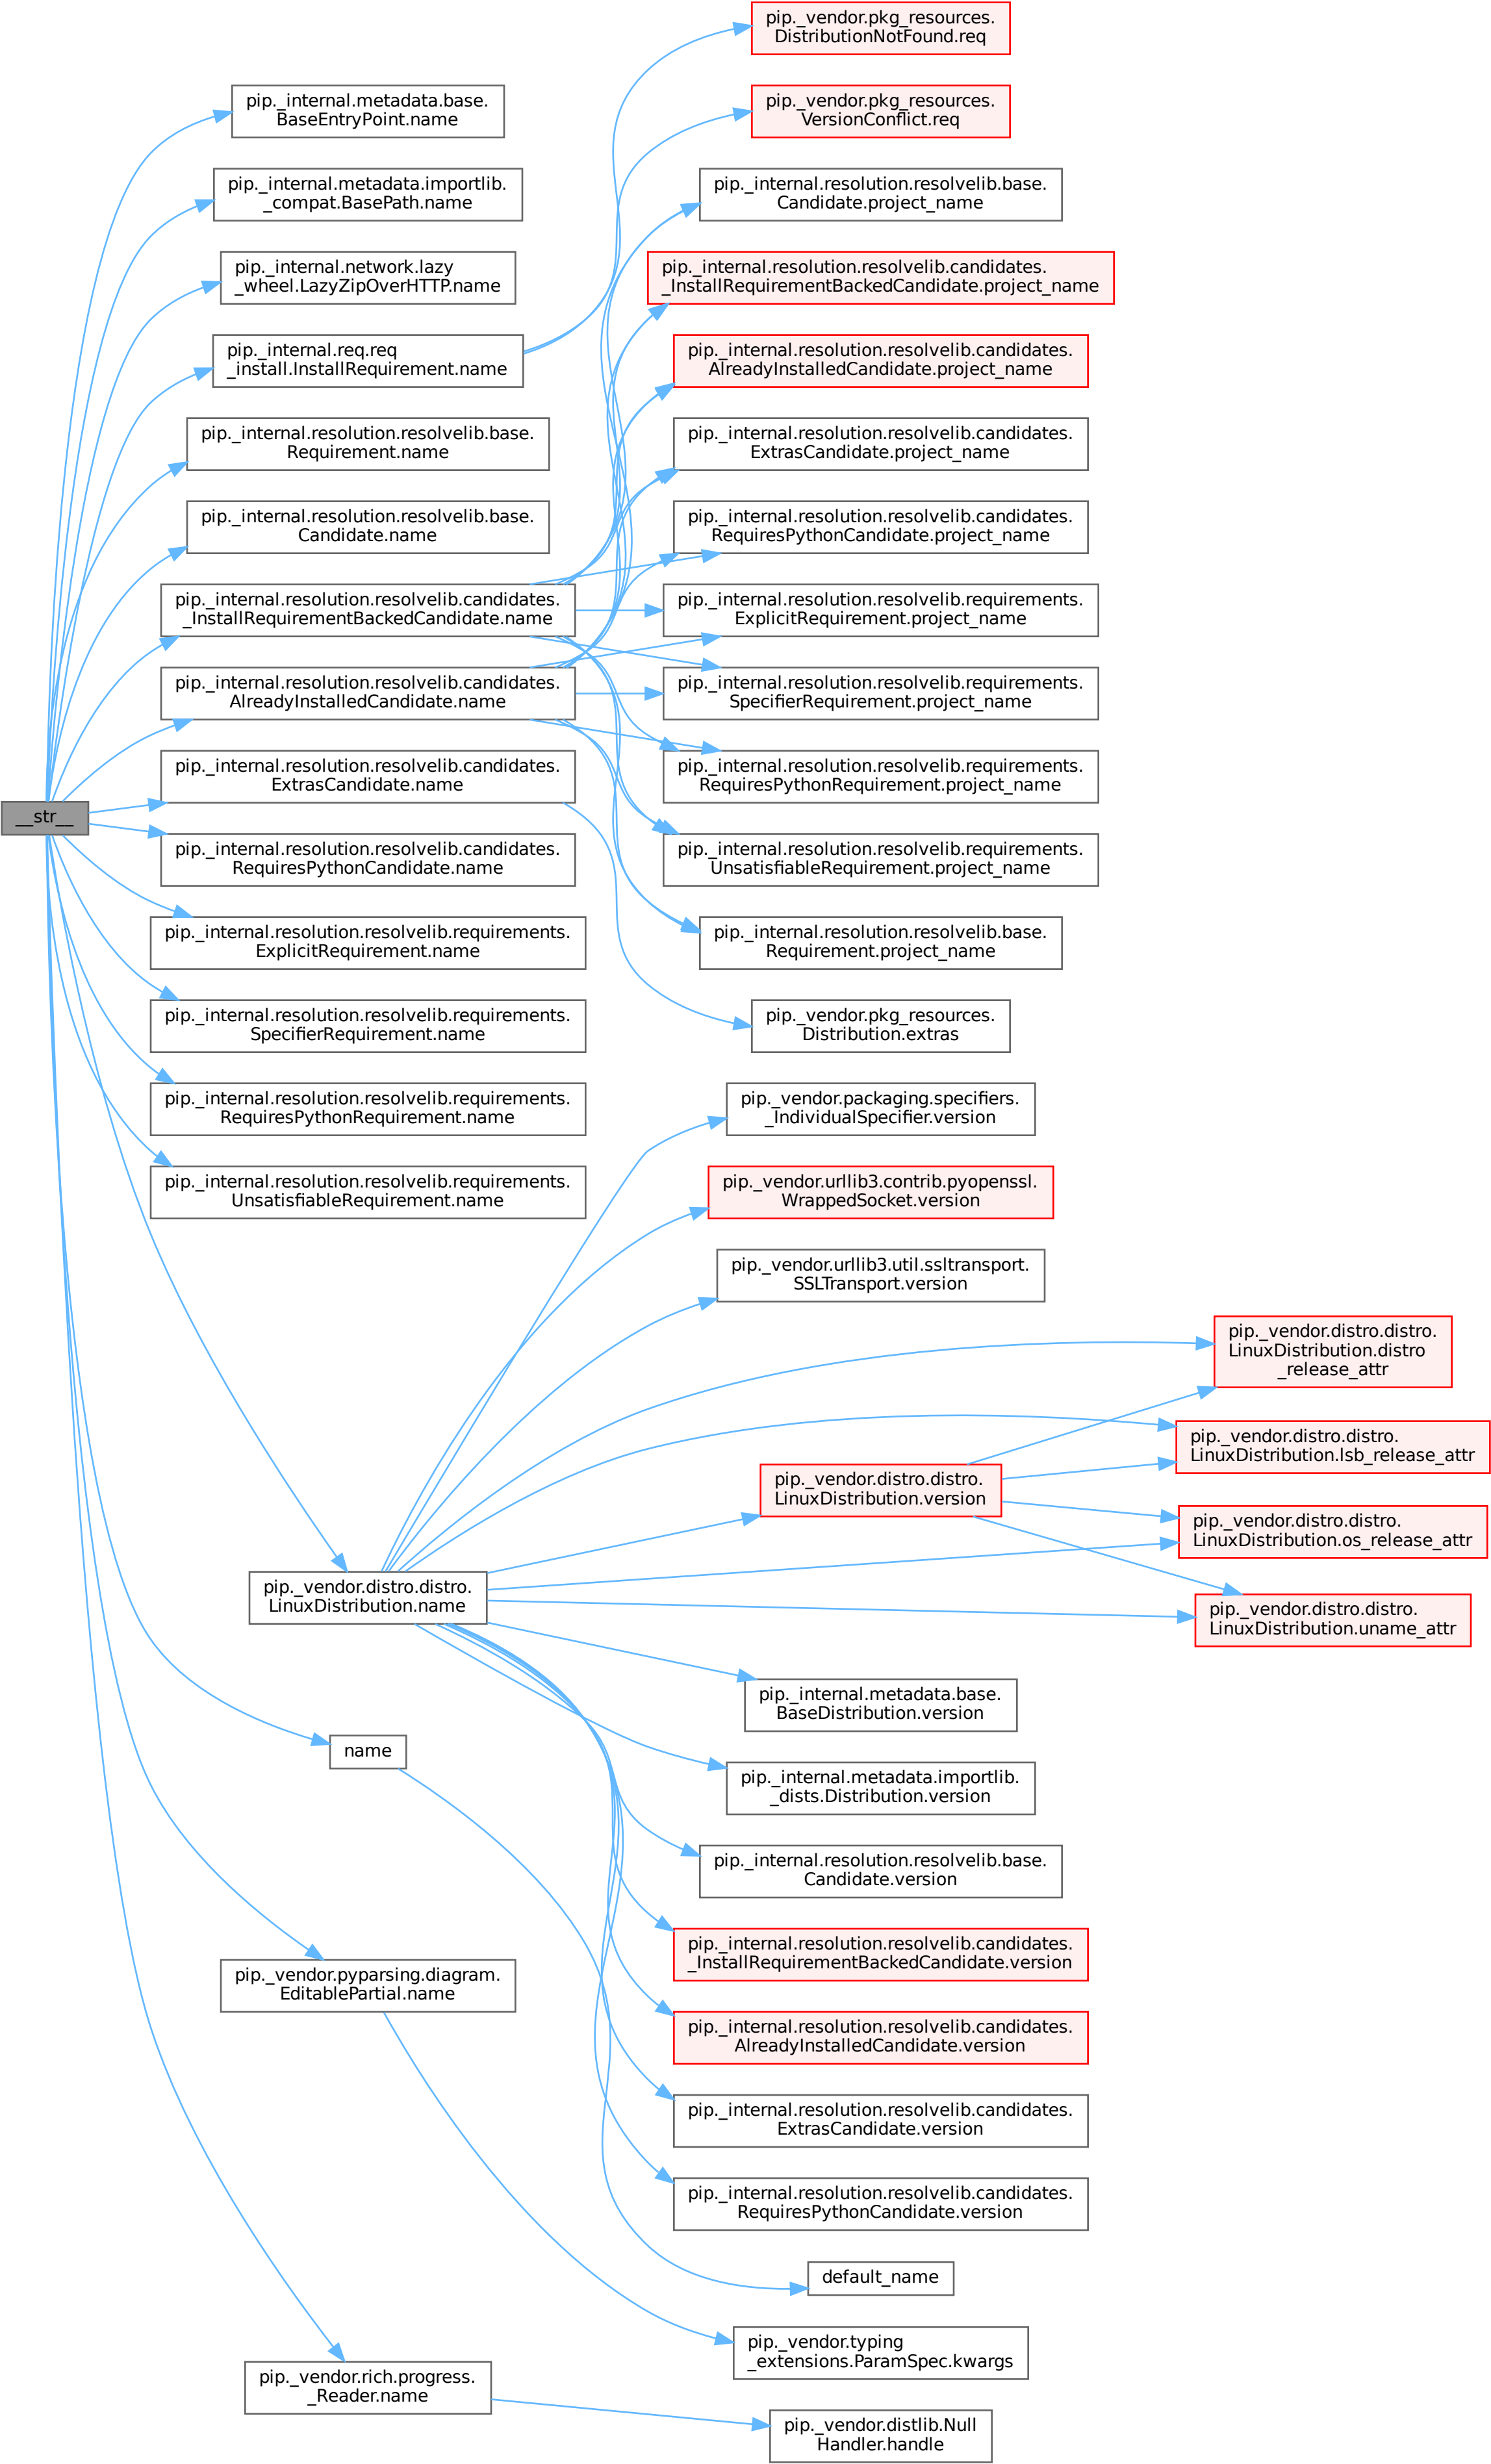 __str__
pip._internal.metadata.base.
BaseEntryPoint.name
pip._internal.metadata.importlib.
_compat.BasePath.name
pip._internal.network.lazy
_wheel.LazyZipOverHTTP.name
pip._internal.req.req
_install.InstallRequirement.name
pip._internal.resolution.resolvelib.base.
Requirement.name
pip._internal.resolution.resolvelib.base.
Candidate.name
pip._internal.resolution.resolvelib.candidates.
_InstallRequirementBackedCandidate.name
pip._internal.resolution.resolvelib.candidates.
AlreadyInstalledCandidate.name
pip._internal.resolution.resolvelib.candidates.
ExtrasCandidate.name
pip._internal.resolution.resolvelib.candidates.
RequiresPythonCandidate.name
pip._internal.resolution.resolvelib.requirements.
ExplicitRequirement.name
pip._internal.resolution.resolvelib.requirements.
SpecifierRequirement.name
pip._internal.resolution.resolvelib.requirements.
RequiresPythonRequirement.name
pip._internal.resolution.resolvelib.requirements.
UnsatisfiableRequirement.name
pip._vendor.distro.distro.
LinuxDistribution.name
name
pip._vendor.pyparsing.diagram.
EditablePartial.name
pip._vendor.rich.progress.
_Reader.name
pip._vendor.pkg_resources.
DistributionNotFound.req
pip._vendor.pkg_resources.
VersionConflict.req
pip._internal.resolution.resolvelib.base.
Candidate.project_name
pip._internal.resolution.resolvelib.candidates.
_InstallRequirementBackedCandidate.project_name
pip._internal.resolution.resolvelib.candidates.
AlreadyInstalledCandidate.project_name
pip._internal.resolution.resolvelib.candidates.
ExtrasCandidate.project_name
pip._internal.resolution.resolvelib.candidates.
RequiresPythonCandidate.project_name
pip._internal.resolution.resolvelib.requirements.
ExplicitRequirement.project_name
pip._internal.resolution.resolvelib.requirements.
SpecifierRequirement.project_name
pip._internal.resolution.resolvelib.requirements.
RequiresPythonRequirement.project_name
pip._internal.resolution.resolvelib.requirements.
UnsatisfiableRequirement.project_name
pip._internal.resolution.resolvelib.base.
Requirement.project_name
pip._vendor.pkg_resources.
Distribution.extras
pip._vendor.packaging.specifiers.
_IndividualSpecifier.version
pip._vendor.urllib3.contrib.pyopenssl.
WrappedSocket.version
pip._vendor.urllib3.util.ssltransport.
SSLTransport.version
pip._vendor.distro.distro.
LinuxDistribution.version
pip._internal.metadata.base.
BaseDistribution.version
pip._internal.metadata.importlib.
_dists.Distribution.version
pip._internal.resolution.resolvelib.base.
Candidate.version
pip._internal.resolution.resolvelib.candidates.
_InstallRequirementBackedCandidate.version
pip._internal.resolution.resolvelib.candidates.
AlreadyInstalledCandidate.version
pip._internal.resolution.resolvelib.candidates.
ExtrasCandidate.version
pip._internal.resolution.resolvelib.candidates.
RequiresPythonCandidate.version
default_name
pip._vendor.typing
_extensions.ParamSpec.kwargs
pip._vendor.distlib.Null
Handler.handle
pip._vendor.distro.distro.
LinuxDistribution.distro
_release_attr
pip._vendor.distro.distro.
LinuxDistribution.lsb_release_attr
pip._vendor.distro.distro.
LinuxDistribution.os_release_attr
pip._vendor.distro.distro.
LinuxDistribution.uname_attr